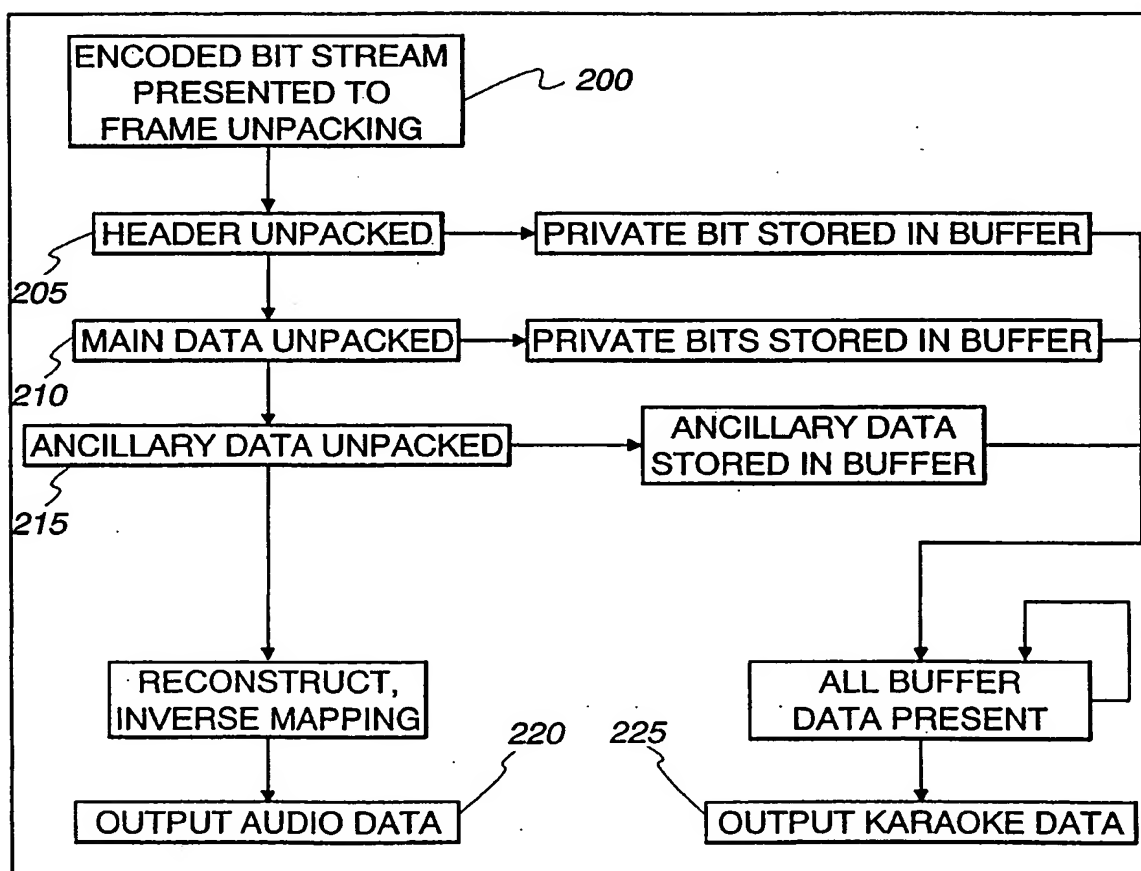 ENCODED BIT STREAM
PRESENTED TO
FRAME UNPACKING
200
HEADER UNPACKED
PRIVATE BIT STORED IN BUFFER
205
MAIN DATA UNPACKED
PRIVATE BITS STORED IN BUFFER
210
ANCILLARY DATA UNPACKED
ANCILLARY DATA
STORED IN BUFFER
215
RECONSTRUCT,
INVERSE MAPPING
ALL BUFFER
DATA PRESENT
220
225
OUTPUT AUDIO DATA
OUTPUT KARAOKE DATA